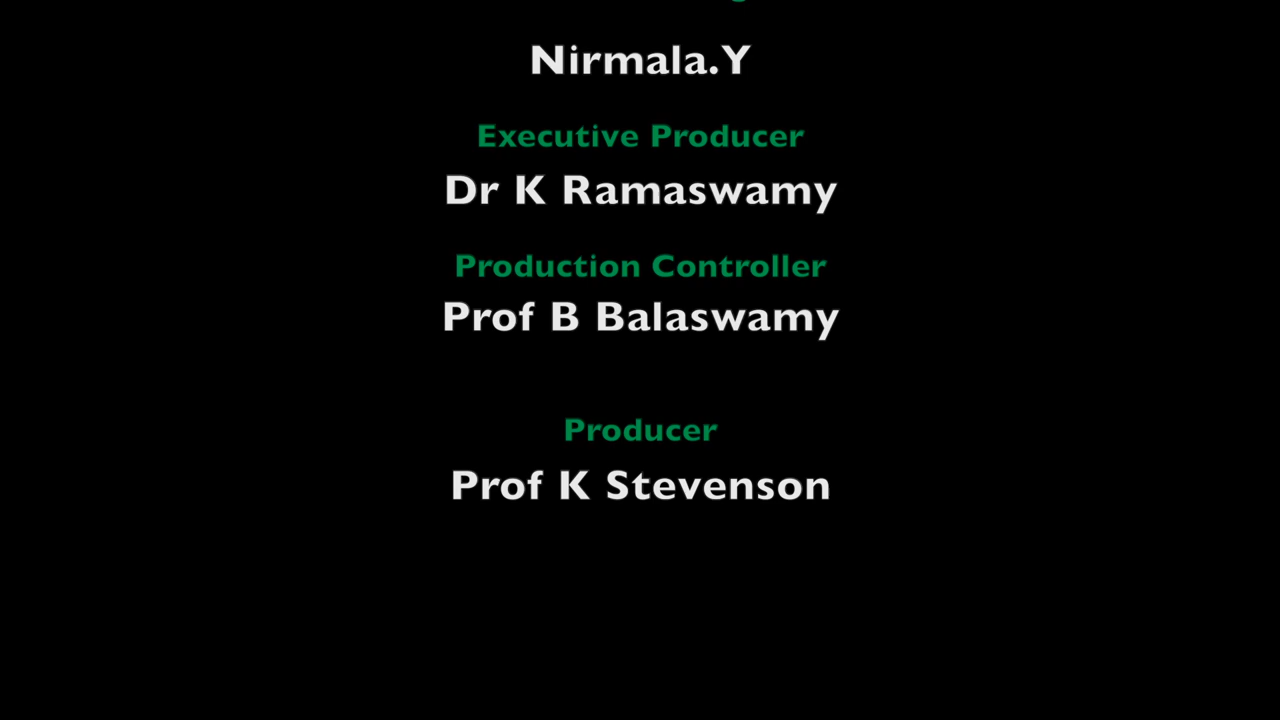 Nirmala.Y
Executive Producer
Dr K Ramaswamy
Production Controller
Prof B Balaswamy
Producer
Prof K Stevenson